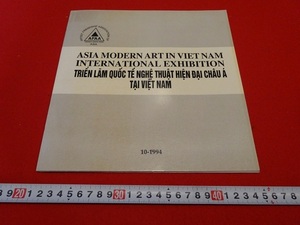 ASIA MODERN ART IN VIET NAM
INTERNATIONAL EXHIBITION
TRIỂN LÃM QUỐC TẾ NGHỆ THUẬT HIỆN ĐẠI CHÂU Á
TẠI VIỆT NAM
10-1994